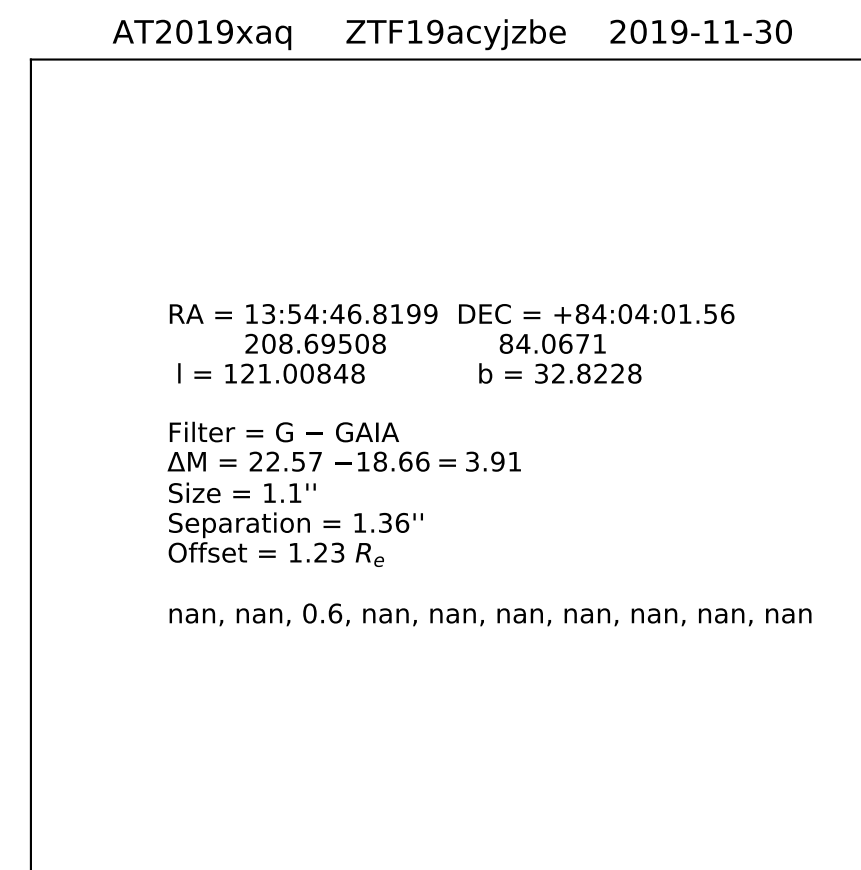 AT2019xaq ZTF19acyjzbe 2019-11-30
RA = 13:54:46.8199 DEC = +84:04:01.56
208.69508 84.0671
l = 121.00848 b = 32.8228
Filter = G − GAIA
ΔM = 22.57 −18.66 = 3.91
Size = 1.1''
Separation = 1.36''
Offset = 1.23 Re
nan, nan, 0.6, nan, nan, nan, nan, nan, nan, nan